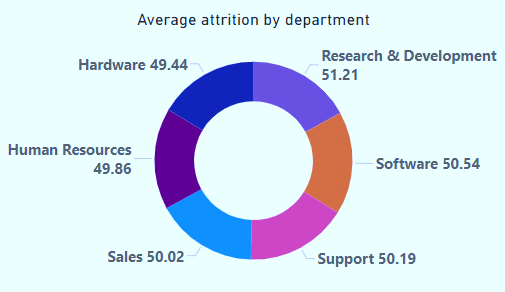 Average attrition by department
Hardware 49.44
Research & Development
51.21
Human Resources
49.86
Software 50.54
Sales 50.02
Support 50.19